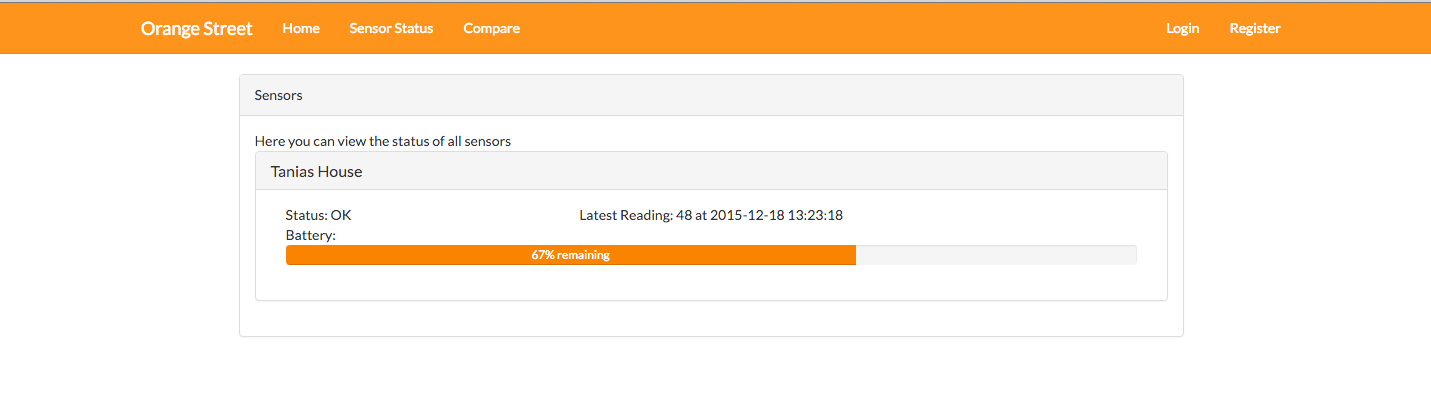 Orange Street Home Sensor Status Compare Login Register
Sensors
Here you can view the status of all sensors
Tanias House
Status: OK Latest Reading: 48 at 2015-12-18 13:23:18
Battery:
67% remaining